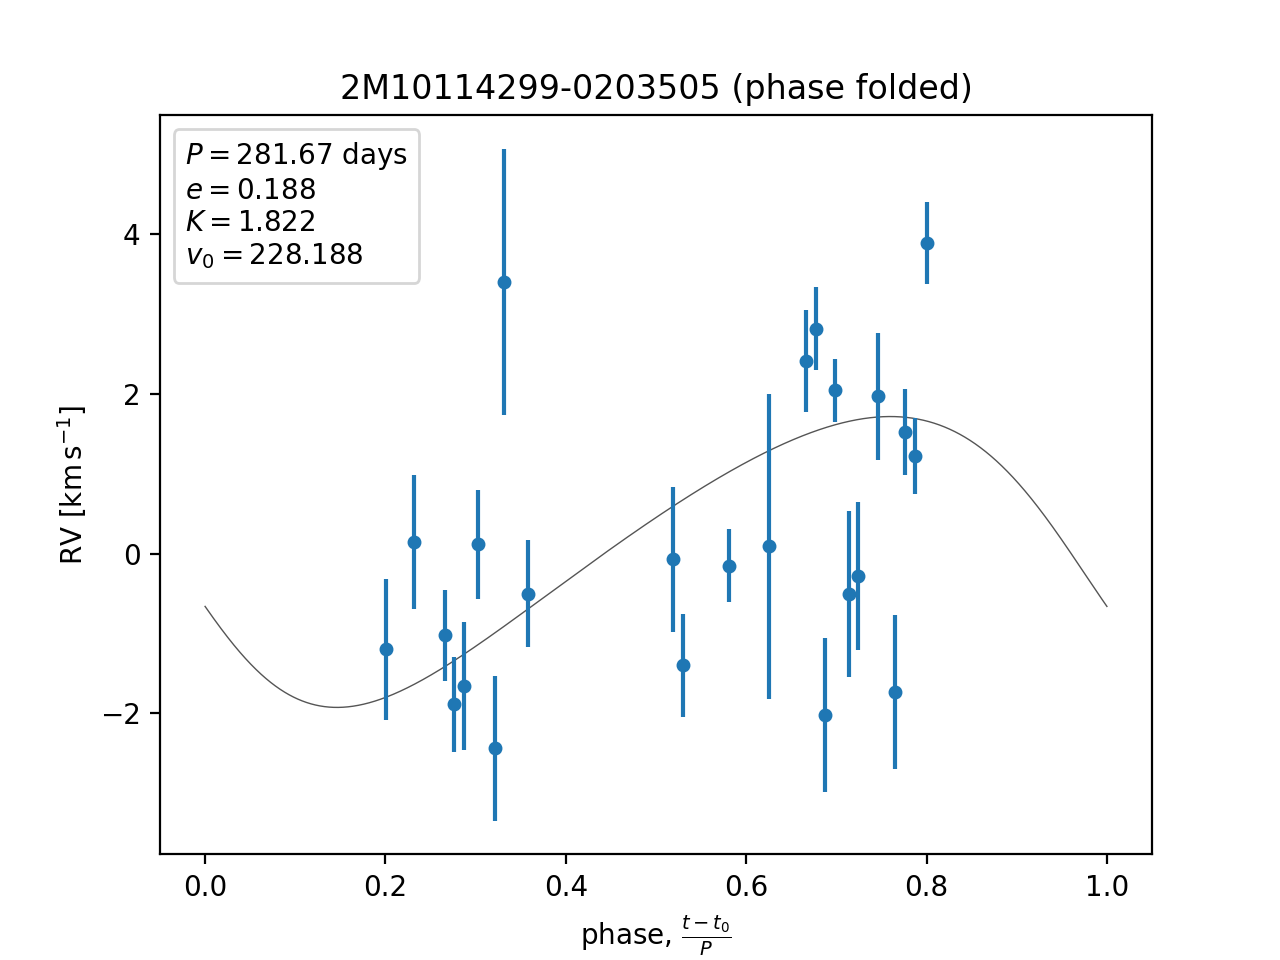 2M10114299-0203505 (phase folded)
P = 281.67 days
e = 0.188
K = 1.822
v₀ = 228.188
4
2
0
−2
RV [km s⁻¹]
0.0 0.2 0.4 0.6 0.8 1.0
phase, (t − t₀)/P